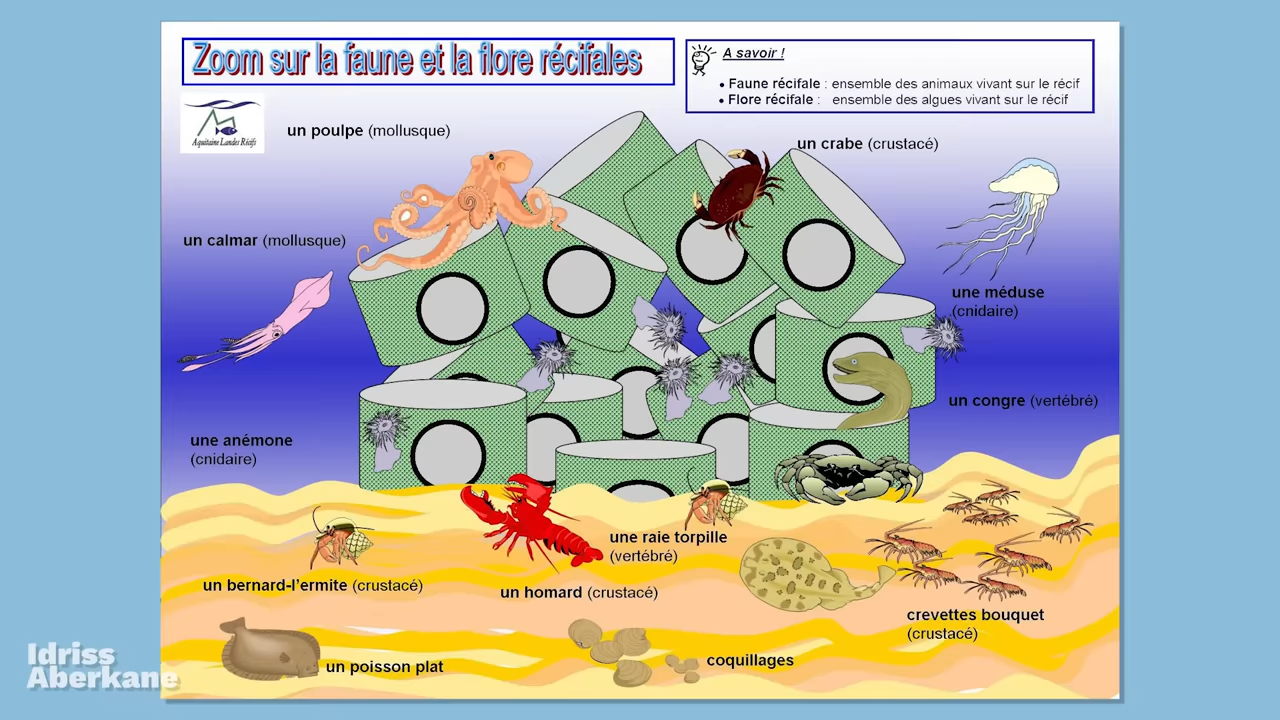 Zoom sur la faune et la flore récifales
A savoir !
• Faune récifale : ensemble des animaux vivant sur le récif
• Flore récifale : ensemble des algues vivant sur le récif
Aquitaine Landes Récifs
un poulpe (mollusque)
un crabe (crustacé)
un calmar (mollusque)
une méduse
(cnidaire)
un congre (vertébré)
une anémone
(cnidaire)
une raie torpille
(vertébré)
un bernard-l'ermite (crustacé)
un homard (crustacé)
crevettes bouquet
(crustacé)
un poisson plat
coquillages
Idriss
Aberkane